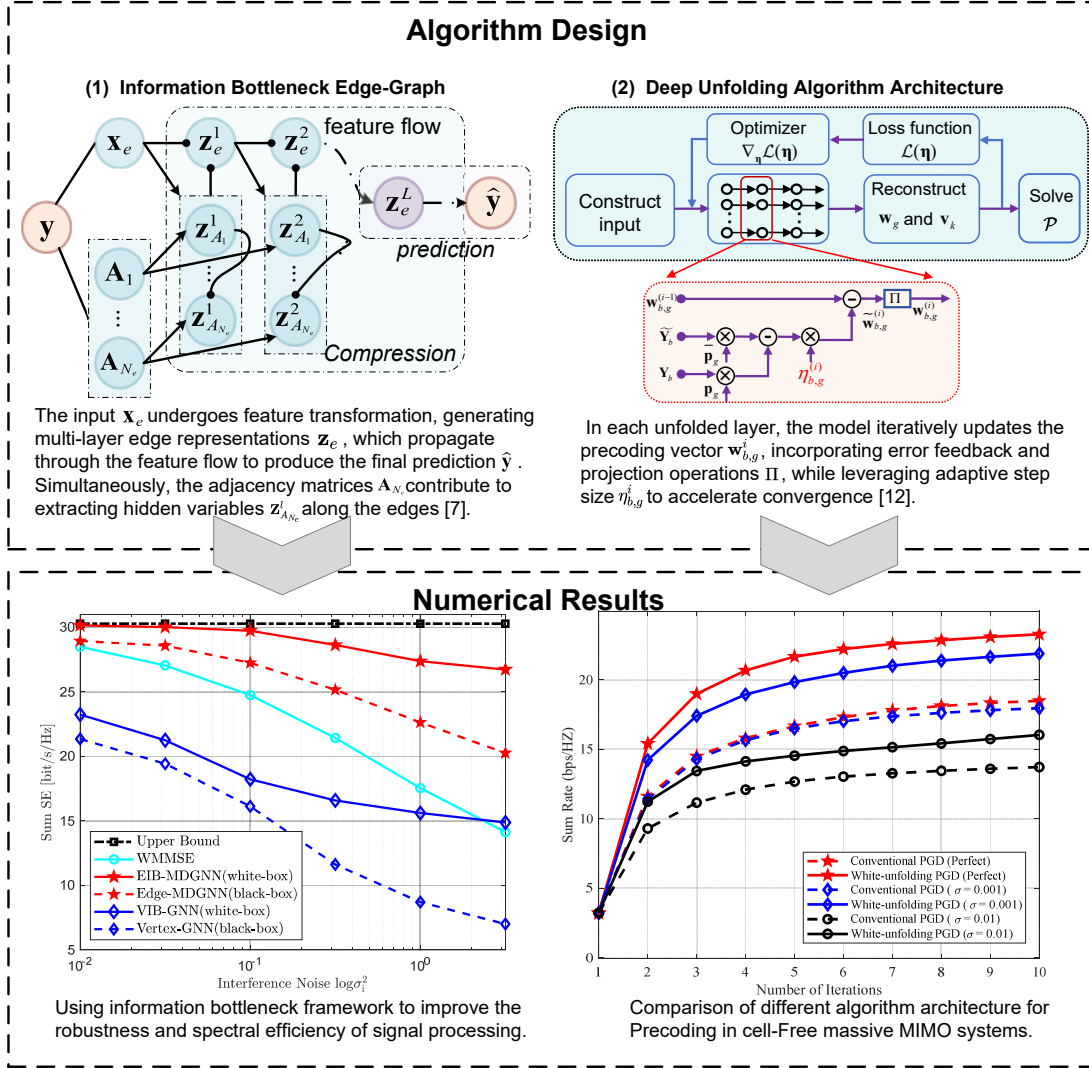 Algorithm Design
(1) Information Bottleneck Edge-Graph
y
x_e
z_e^1
z_e^2
feature flow
z_e^L
ŷ
prediction
A_1
⋮
A_{N_e}
z_{A_1}^1
⋮
z_{A_{N_e}}^1
z_{A_1}^2
⋮
z_{A_{N_e}}^2
Compression
The input x_e undergoes feature transformation, generating
multi-layer edge representations z_e , which propagate
through the feature flow to produce the final prediction ŷ .
Simultaneously, the adjacency matrices A_{N_e} contribute to
extracting hidden variables z_{A_{N_e}}^l along the edges [7].
(2) Deep Unfolding Algorithm Architecture
Optimizer
∇_η L(η)
Loss function
L(η)
Construct
input
Reconstruct
w_g and v_k
Solve
P
w_{b,g}^{(i-1)}
Ỹ_b
p̄_g
Y_b
p_g
η_{b,g}^{(i)}
w̃_{b,g}^{(i)}
Π
w_{b,g}^{(i)}
In each unfolded layer, the model iteratively updates the
precoding vector w_{b,g}^i, incorporating error feedback and
projection operations Π, while leveraging adaptive step
size η_{b,g}^i to accelerate convergence [12].
Numerical Results
Sum SE [bit/s/Hz]
30
25
20
15
10
5
10^{-2}
10^{-1}
10^0
Interference Noise logσ_i^2
Upper Bound
WMMSE
EIB-MDGNN(white-box)
Edge-MDGNN(black-box)
VIB-GNN(white-box)
Vertex-GNN(black-box)
Using information bottleneck framework to improve the
robustness and spectral efficiency of signal processing.
Sum Rate (bps/HZ)
20
15
10
5
0
1 2 3 4 5 6 7 8 9 10
Number of Iterations
Conventional PGD (Perfect)
White-unfolding PGD (Perfect)
Conventional PGD ( σ = 0.001)
White-unfolding PGD ( σ = 0.001)
Conventional PGD ( σ = 0.01)
White-unfolding PGD ( σ = 0.01)
Comparison of different algorithm architecture for
Precoding in cell-Free massive MIMO systems.